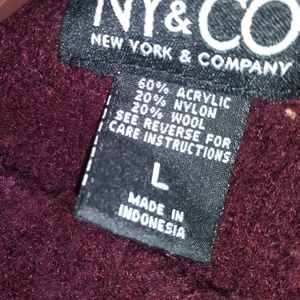 NY&CO
NEW YORK & COMPANY
60% ACRYLIC
20% NYLON
20% WOOL
SEE REVERSE FOR
CARE INSTRUCTIONS
L
MADE IN
INDONESIA